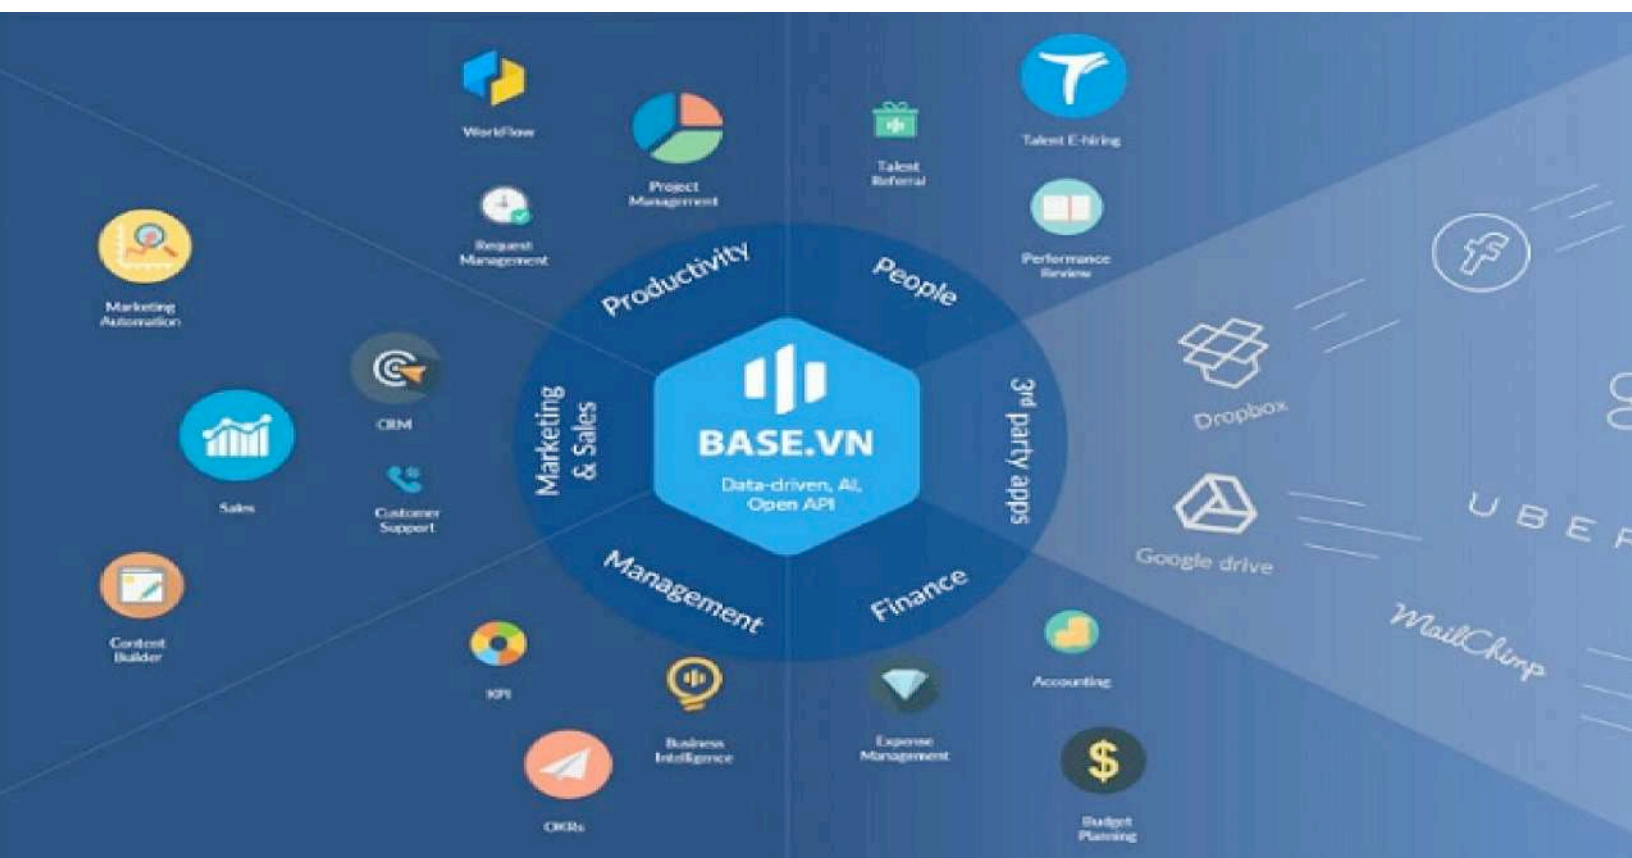 WorkFlow
Project
Management
Request
Management
Talent
Referral
Talent E-hiring
Performance
Review
Marketing
Automation
CRM
Sales
Customer
Support
Content
Builder
Productivity
People
Marketing
& Sales
3rd party apps
Management
Finance
BASE.VN
Data-driven, AI,
Open API
Dropbox
Google drive
UBER
MailChimp
KPI
OKRs
Business
Intelligence
Expense
Management
Accounting
$
Budget
Planning